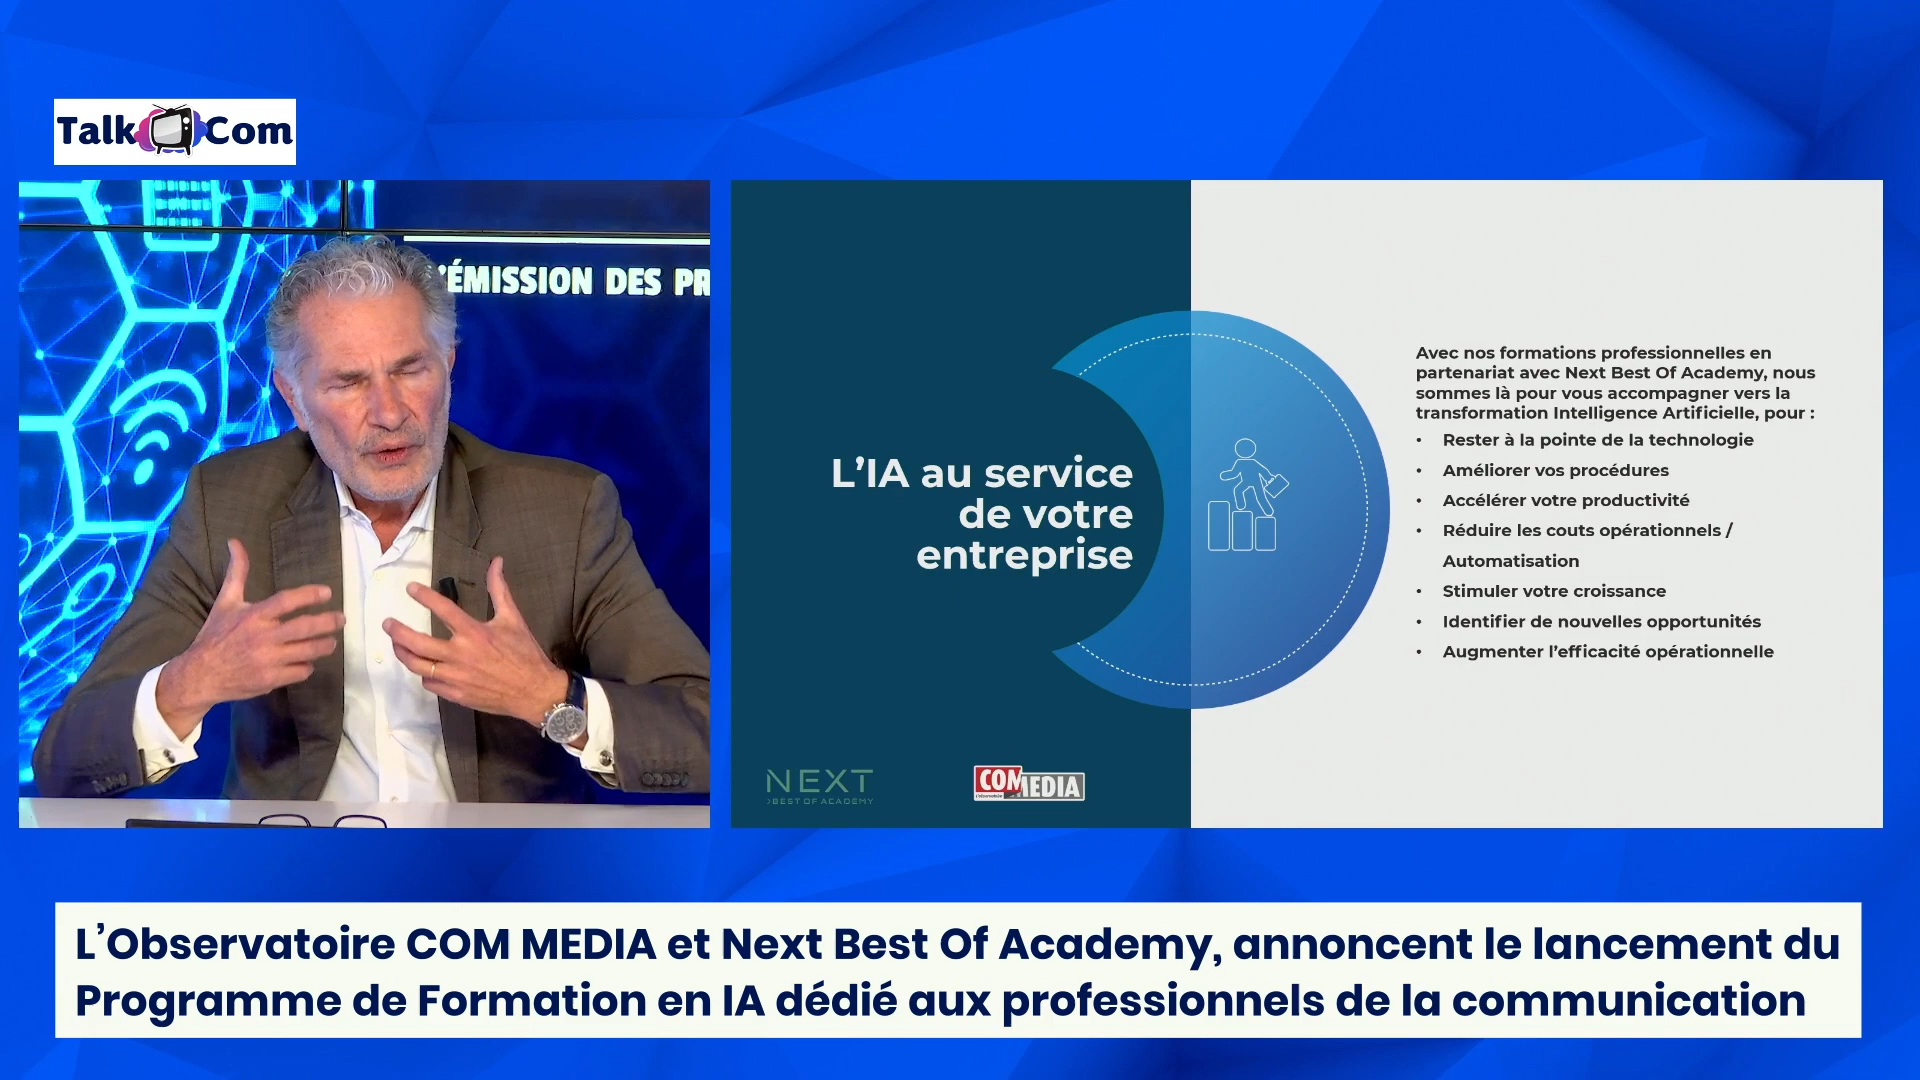 Talk Com
'ÉMISSION DES PR
L'IA au service
de votre
entreprise
Avec nos formations professionnelles en
partenariat avec Next Best Of Academy, nous
sommes là pour vous accompagner vers la
transformation Intelligence Artificielle, pour :
• Rester à la pointe de la technologie
• Améliorer vos procédures
• Accélérer votre productivité
• Réduire les couts opérationnels /
Automatisation
• Stimuler votre croissance
• Identifier de nouvelles opportunités
• Augmenter l'efficacité opérationnelle
NEXT
BEST OF ACADEMY
COM MEDIA
L'Observatoire COM MEDIA et Next Best Of Academy, annoncent le lancement du
Programme de Formation en IA dédié aux professionnels de la communication